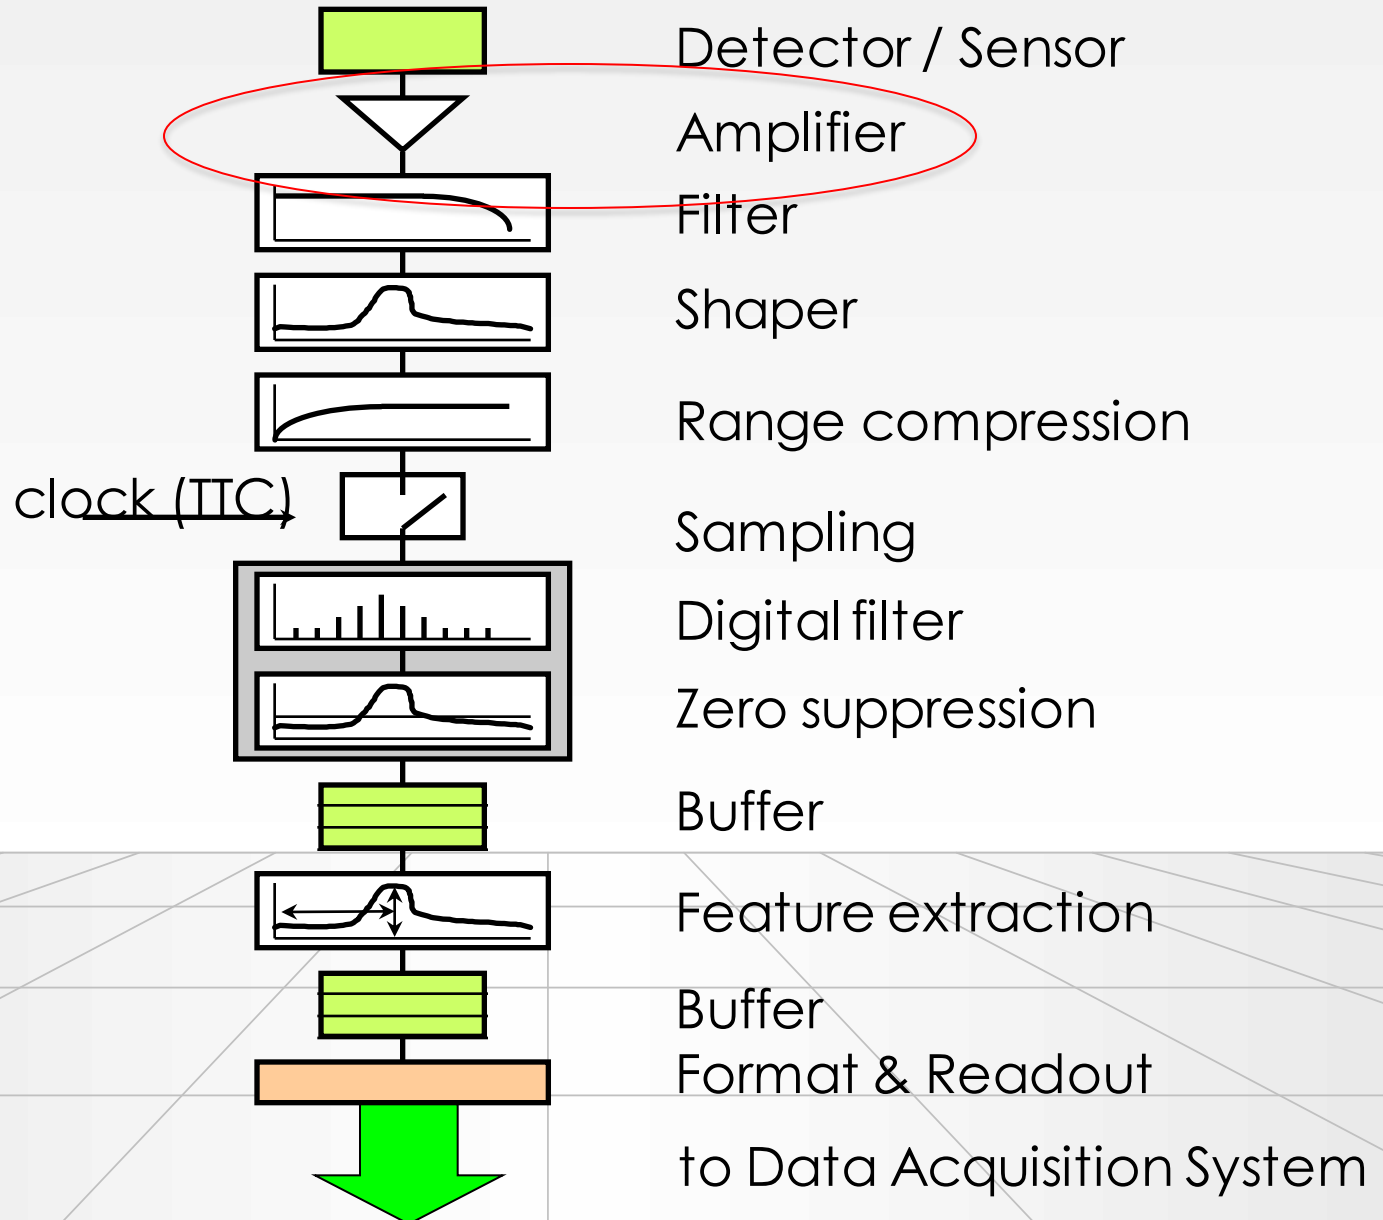 Detector / Sensor
Amplifier
Filter
Shaper
Range compression
clock (TTC)
Sampling
Digital filter
Zero suppression
Buffer
Feature extraction
Buffer
Format & Readout
to Data Acquisition System